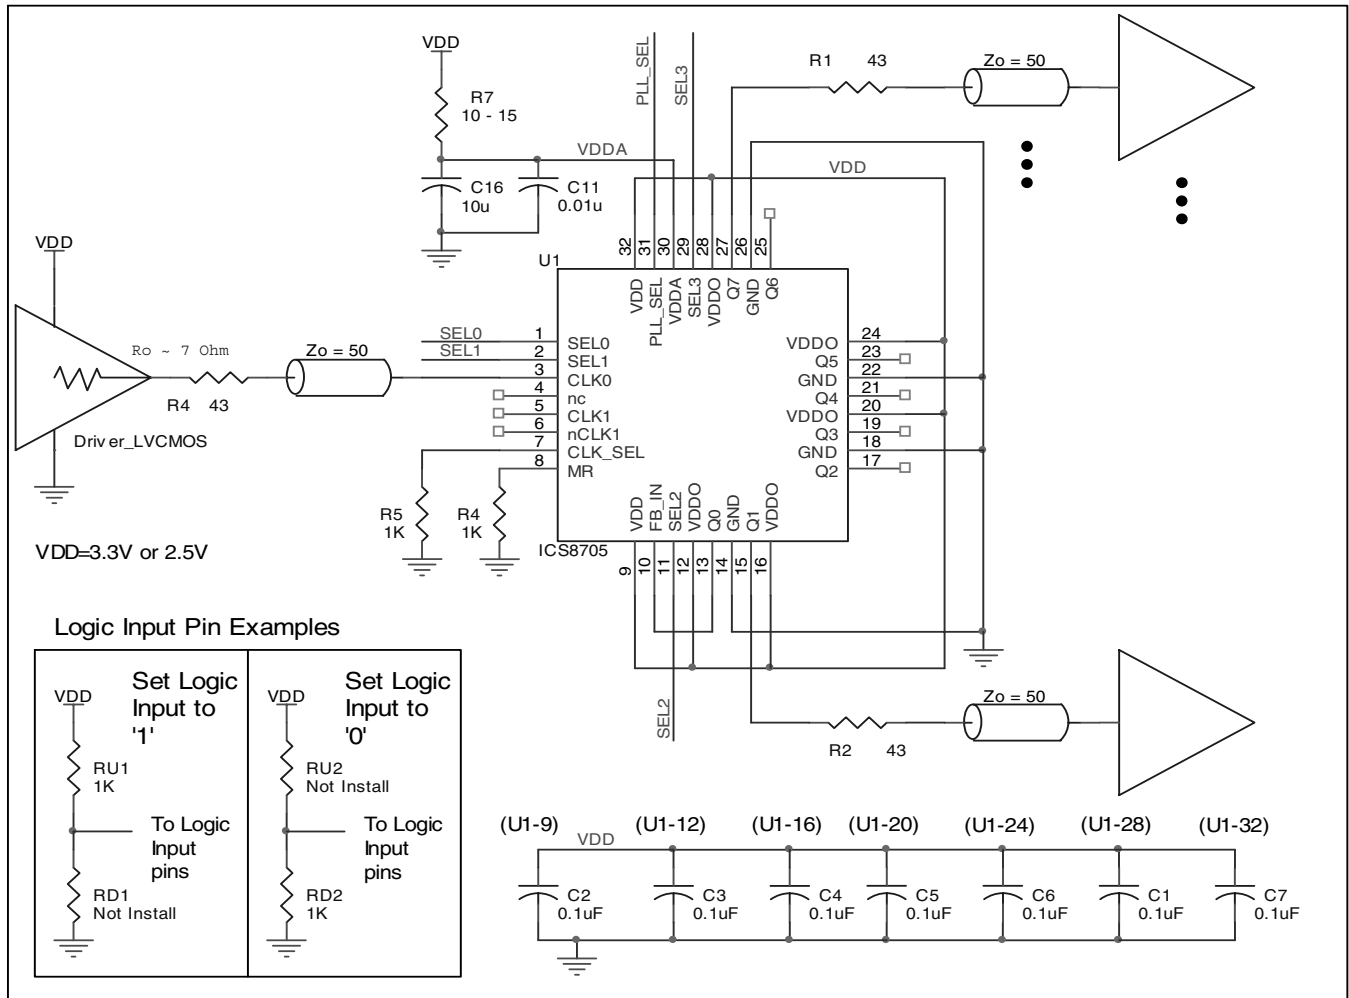 VDD
R7
10 - 15
VDDA
C16
10u
C11
0.01u
PLL_SEL
SEL3
R1 43
Zo = 50
VDD
32
31
30
29
28
27
26
25
U1
VDD
PLL_SEL
VDDA
SEL3
VDDO
Q7
GND
Q6
VDD
Ro ~ 7 Ohm
Zo = 50
R4 43
Driver_LVCMOS
SEL0
SEL1
1 SEL0
2 SEL1
3 CLK0
4 nc
5 CLK1
6 nCLK1
7 CLK_SEL
8 MR
VDDO 24
Q5 23
GND 22
Q4 21
VDDO 20
Q3 19
GND 18
Q2 17
VDD
FB_IN
SEL2
VDDO
Q0
GND
Q1
VDDO
9
10
11
12
13
14
15
16
ICS8705
R5
1K
R4
1K
VDD=3.3V or 2.5V
SEL2
Zo = 50
R2 43
Logic Input Pin Examples
VDD
Set Logic
Input to
'1'
RU1
1K
To Logic
Input
pins
RD1
Not Install
VDD
Set Logic
Input to
'0'
RU2
Not Install
To Logic
Input
pins
RD2
1K
(U1-9) (U1-12) (U1-16) (U1-20) (U1-24) (U1-28) (U1-32)
VDD
C2
0.1uF
C3
0.1uF
C4
0.1uF
C5
0.1uF
C6
0.1uF
C1
0.1uF
C7
0.1uF